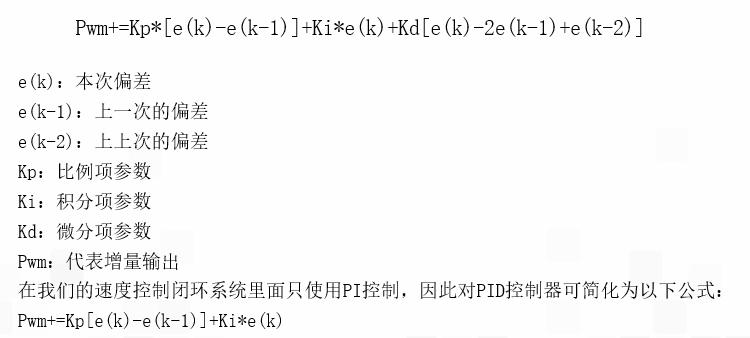 Pwm+=Kp*[e(k)-e(k-1)]+Ki*e(k)+Kd[e(k)-2e(k-1)+e(k-2)]
e(k)：本次偏差
e(k-1)：上一次的偏差
e(k-2)：上上次的偏差
Kp：比例项参数
Ki：积分项参数
Kd：微分项参数
Pwm：代表增量输出
在我们的速度控制闭环系统里面只使用PI控制，因此对PID控制器可简化为以下公式：
Pwm+=Kp[e(k)-e(k-1)]+Ki*e(k)